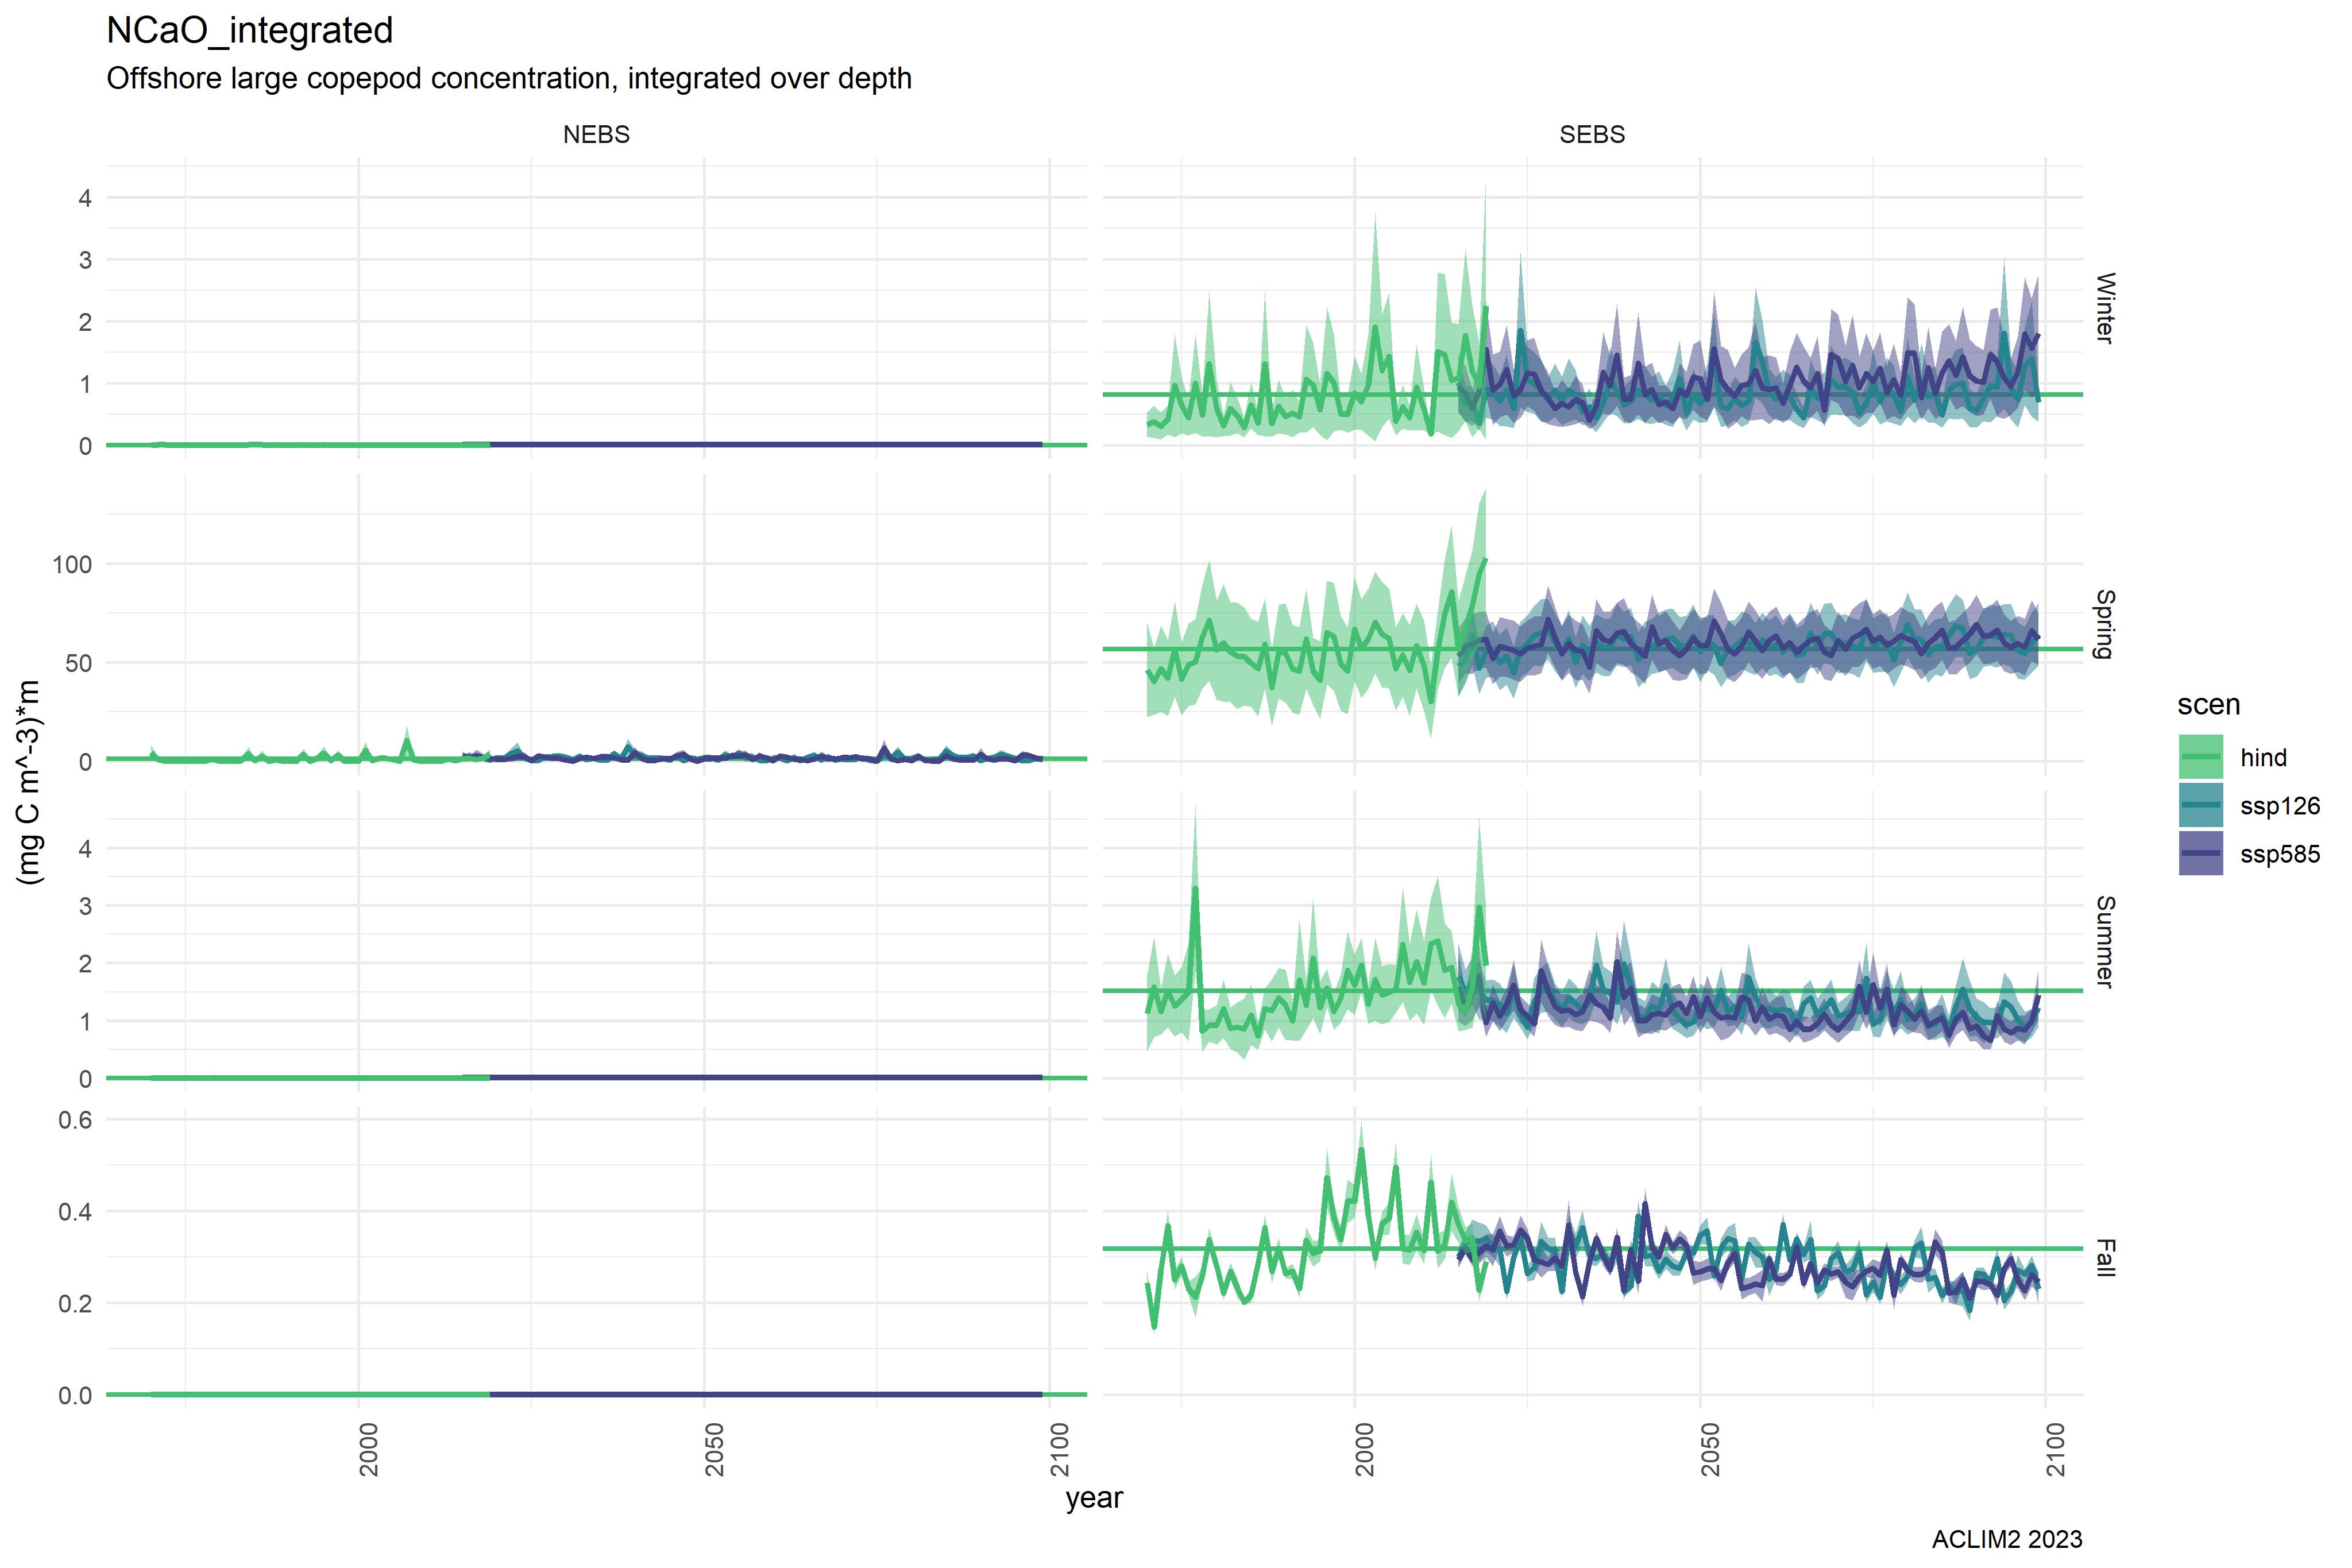 NCaO_integrated
Offshore large copepod concentration, integrated over depth
NEBS SEBS
4
3
2
1
0
Winter
100
50
0
Spring
4
3
2
1
0
Summer
0.6
0.4
0.2
0.0
Fall
(mg C m^-3)*m
2000 2050 2100 2000 2050 2100
year
scen
hind
ssp126
ssp585
ACLIM2 2023